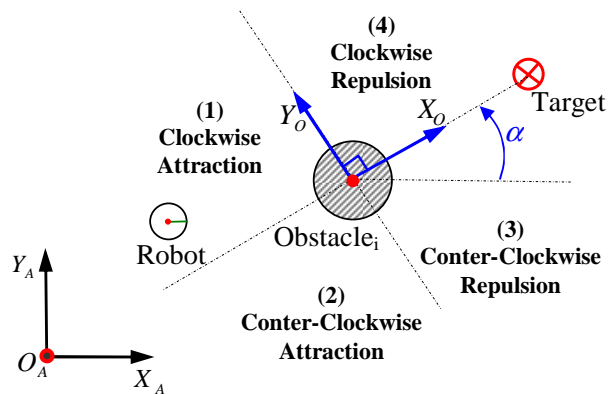 (4)
Clockwise
Repulsion
Target
X_O
Y_O
α
(1)
Clockwise
Attraction
Robot
Obstacle_i
(3)
Conter-Clockwise
Repulsion
(2)
Conter-Clockwise
Attraction
Y_A
O_A
X_A